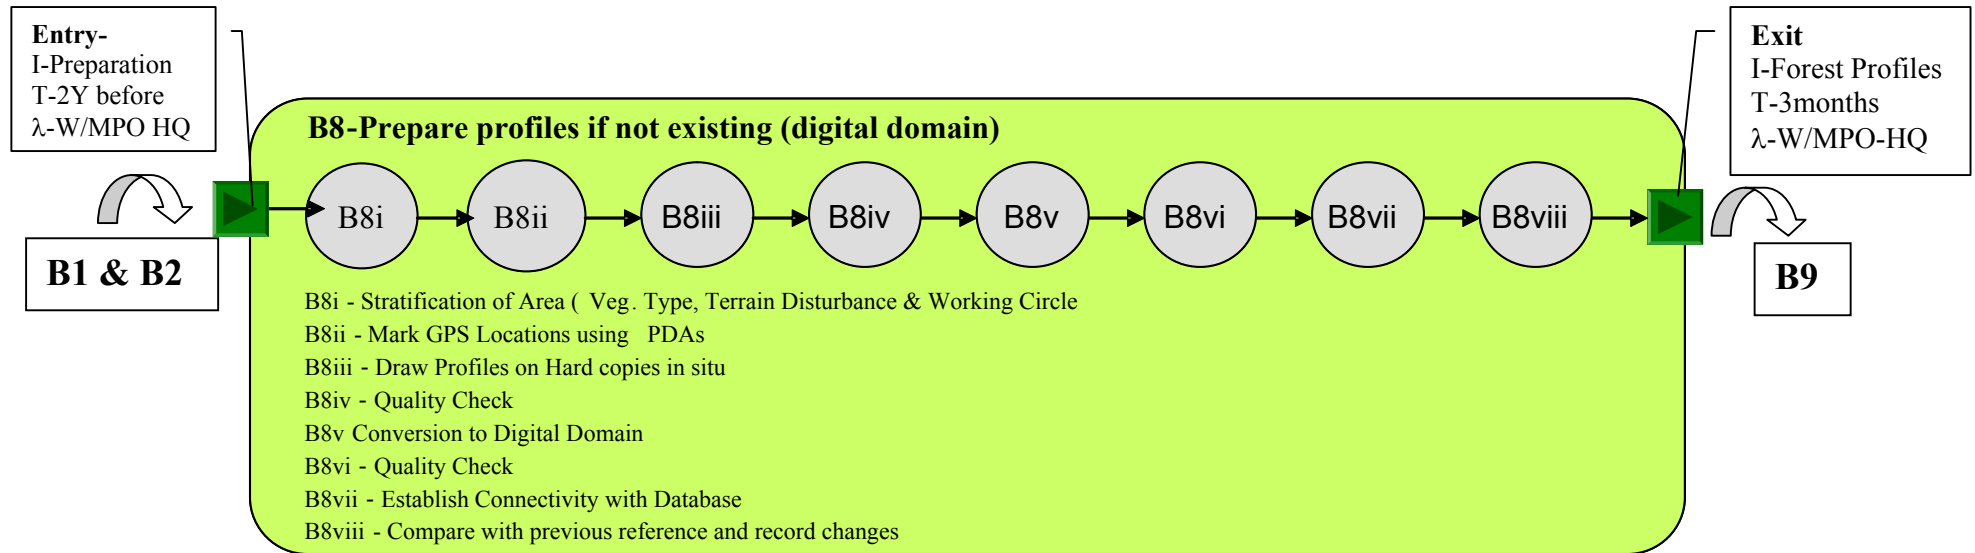 Entry-
I-Preparation
T-2Y before
λ-W/MPO HQ
B1 & B2
B8-Prepare profiles if not existing (digital domain)
B8i
B8ii
B8iii
B8iv
B8v
B8vi
B8vii
B8viii
B8i - Stratification of Area ( Veg. Type, Terrain Disturbance & Working Circle
B8ii - Mark GPS Locations using PDAs
B8iii - Draw Profiles on Hard copies in situ
B8iv - Quality Check
B8v Conversion to Digital Domain
B8vi - Quality Check
B8vii - Establish Connectivity with Database
B8viii - Compare with previous reference and record changes
Exit
I-Forest Profiles
T-3months
λ-W/MPO-HQ
B9